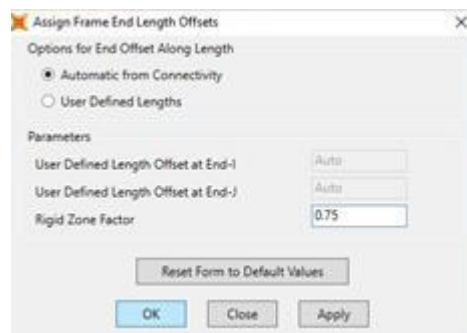 Assign Frame End Length Offsets
Options for End Offset Along Length
Automatic from Connectivity
User Defined Lengths
Parameters
User Defined Length Offset at End-I Auto
User Defined Length Offset at End-J Auto
Rigid Zone Factor 0.75
Reset Form to Default Values
OK Close Apply